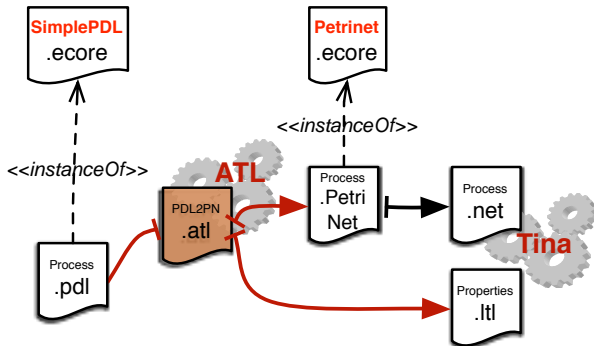 SimplePDL
.ecore
Petrinet
.ecore
<<instanceOf>>
<<instanceOf>>
ATL
PDL2PN
.atl
Process
.Petri
Net
Process
.net
Tina
Process
.pdl
Properties
.ltl